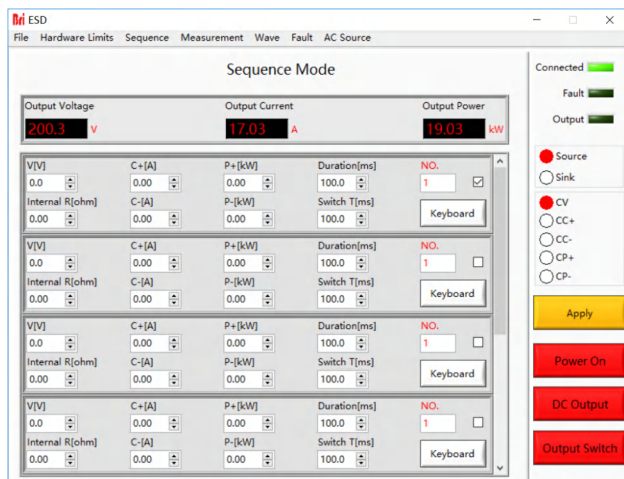 Bri ESD
File Hardware Limits Sequence Measurement Wave Fault AC Source
Sequence Mode
Output Voltage Output Current Output Power
200.3 V 17.03 A 19.03 kW
V[V] C+[A] P+[kW] Duration[ms] NO.
0.0 0.00 0.00 100.0 1
Internal R[ohm] C-[A] P-[kW] Switch T[ms]
0.00 0.00 0.00 100.0 Keyboard
V[V] C+[A] P+[kW] Duration[ms] NO.
0.0 0.00 0.00 100.0 1
Internal R[ohm] C-[A] P-[kW] Switch T[ms]
0.00 0.00 0.00 100.0 Keyboard
V[V] C+[A] P+[kW] Duration[ms] NO.
0.0 0.00 0.00 100.0 1
Internal R[ohm] C-[A] P-[kW] Switch T[ms]
0.00 0.00 0.00 100.0 Keyboard
V[V] C+[A] P+[kW] Duration[ms] NO.
0.0 0.00 0.00 100.0 1
Internal R[ohm] C-[A] P-[kW] Switch T[ms]
0.00 0.00 0.00 100.0 Keyboard
Connected
Fault
Output
Source
Sink
CV
CC+
CC-
CP+
CP-
Apply
Power On
DC Output
Output Switch